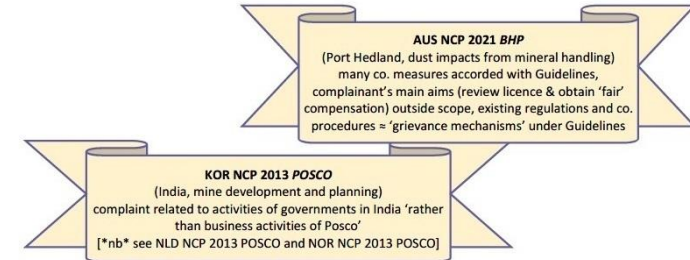 AUS NCP 2021 BHP
(Port Hedland, dust impacts from mineral handling)
many co. measures accorded with Guidelines,
complainant's main aims (review licence & obtain 'fair'
compensation) outside scope, existing regulations and co.
procedures ≈ 'grievance mechanisms' under Guidelines
KOR NCP 2013 POSCO
(India, mine development and planning)
complaint related to activities of governments in India 'rather
than business activities of Posco'
[*nb* see NLD NCP 2013 POSCO and NOR NCP 2013 POSCO]